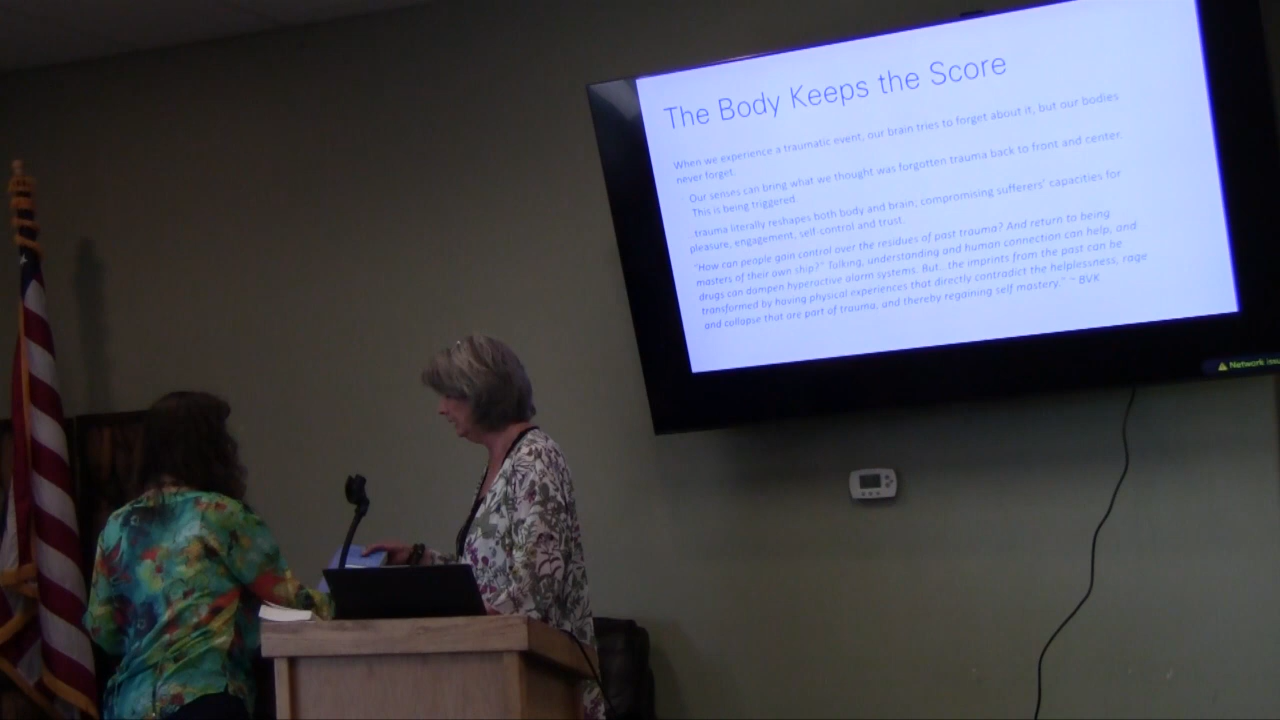 The Body Keeps the Score
When we experience a traumatic event, our brain tries to forget about it, but our bodies
never forget.
Our senses can bring what we thought was forgotten trauma back to front and center.
This is being triggered.
trauma literally reshapes both body and brain, compromising sufferers' capacities for
pleasure, engagement, self-control and trust.
"How can people gain control over the residues of past trauma? And return to being
masters of their own ship?" Talking, understanding and human connection can help, and
drugs can dampen hyperactive alarm systems. But.. the imprints from the past can be
transformed by having physical experiences that directly contradict the helplessness, rage
and collapse that are part of trauma, and thereby regaining self mastery." ~ BVK
Network